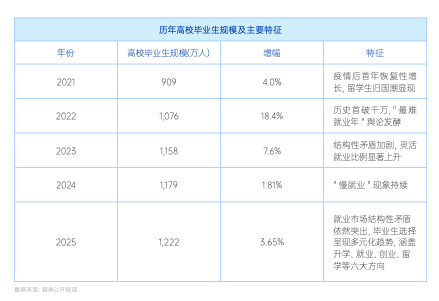 历年高校毕业生规模及主要特征
年份 高校毕业生规模(万人) 增幅 特征
2021 909 4.0% 疫情后首年恢复性增
长, 留学生归国潮显现
2022 1,076 18.4% 历史首破千万, "最难
就业年"舆论发酵
2023 1,158 7.6% 结构性矛盾加剧, 灵活
就业比例显著上升
2024 1,179 1.81% "慢就业"现象持续
2025 1,222 3.65% 就业市场结构性矛盾
依然突出, 毕业生选择
呈现多元化趋势, 涵盖
升学、就业、创业、留
学等六大方向
数据来源: 媒体公开报道